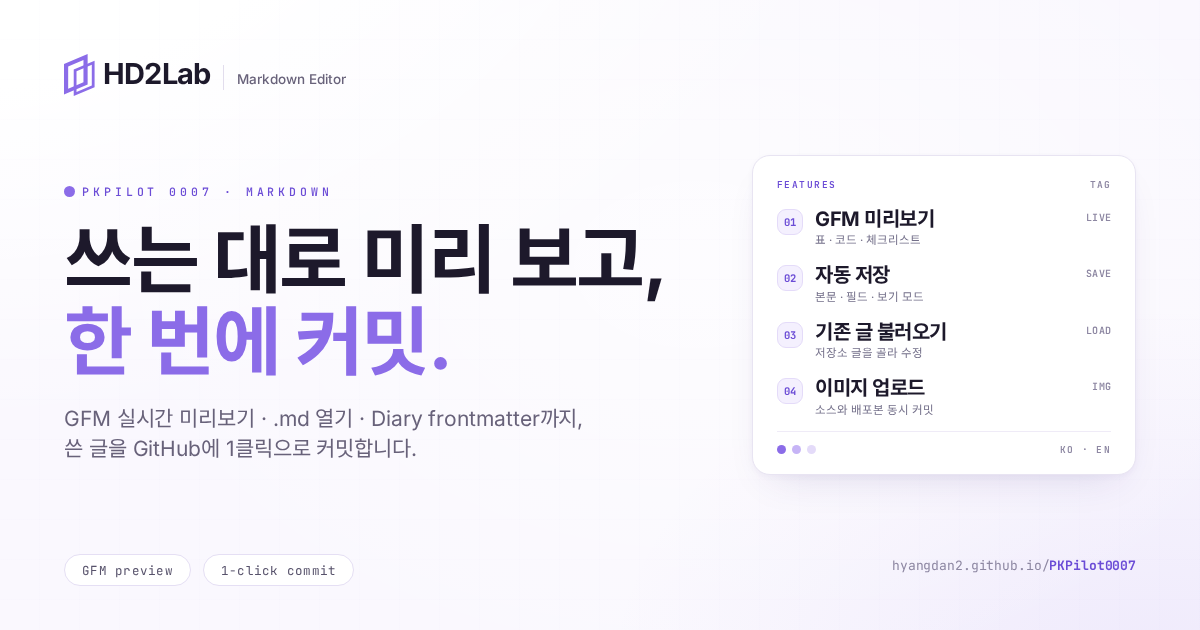 HD2Lab
Markdown Editor
PKPILOT 0007 · MARKDOWN
쓰는 대로 미리 보고,
한 번에 커밋.
GFM 실시간 미리보기 · .md 열기 · Diary frontmatter까지,
쓴 글을 GitHub에 1클릭으로 커밋합니다.
GFM preview
1-click commit
FEATURES
TAG
01
GFM 미리보기
LIVE
표 · 코드 · 체크리스트
02
자동 저장
SAVE
본문 · 필드 · 보기 모드
03
기존 글 불러오기
LOAD
저장소 글을 골라 수정
04
이미지 업로드
IMG
소스와 배포본 동시 커밋
KO · EN
hyangdan2.github.io/PKPilot0007